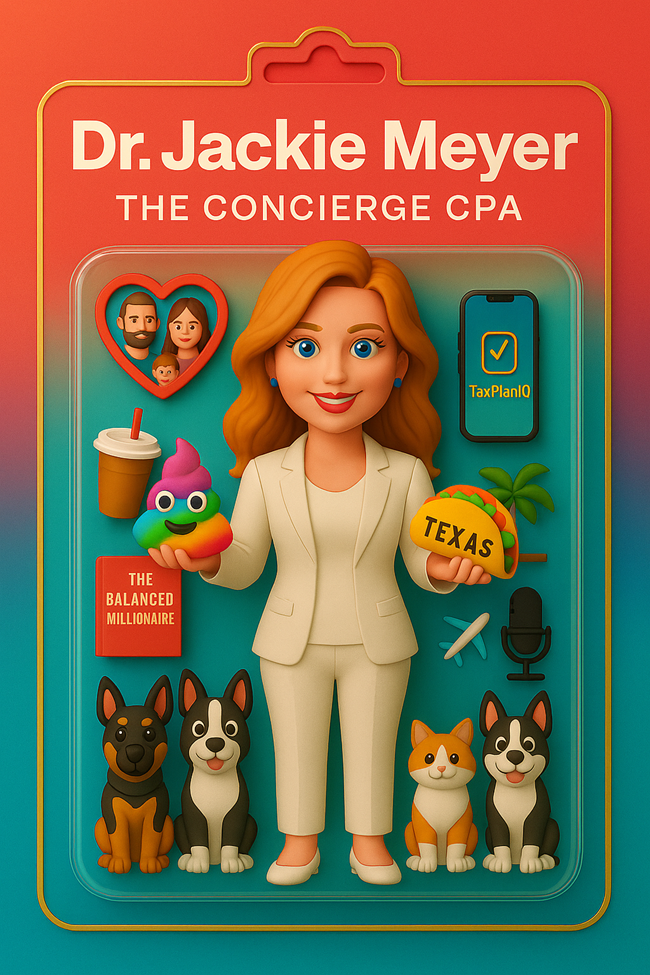 Dr. Jackie Meyer
THE CONCIERGE CPA
TaxPlanIQ
TEXAS
THE
BALANCED
MILLIONAIRE